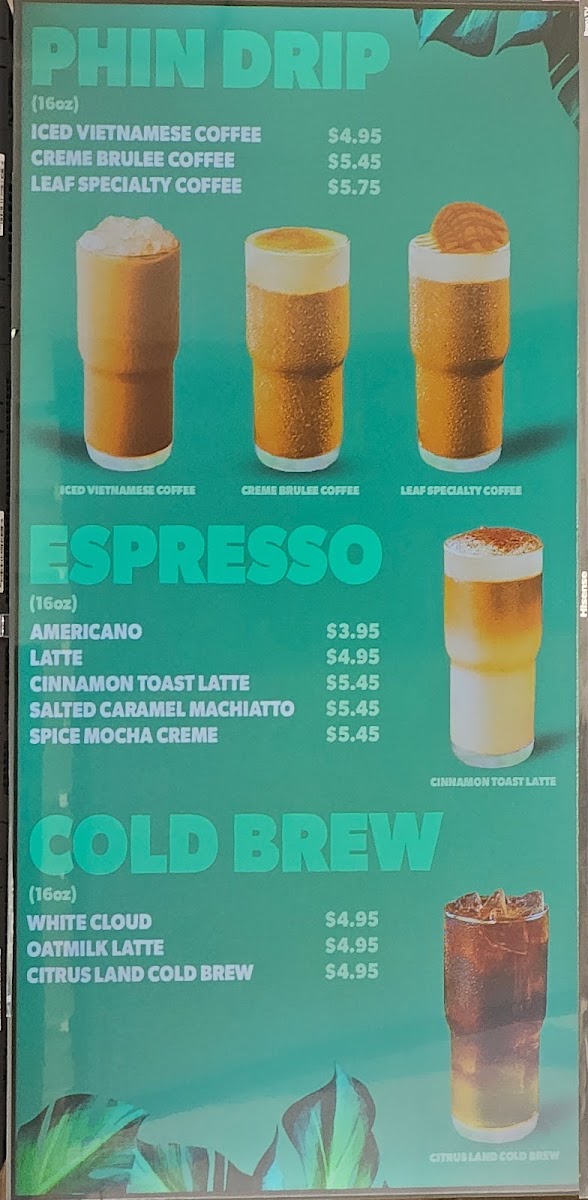 PHIN DRIP
(16oz)
ICED VIETNAMESE COFFEE $4.95
CREME BRULEE COFFEE $5.45
LEAF SPECIALTY COFFEE $5.75
ICED VIETNAMESE COFFEE CREME BRULEE COFFEE LEAF SPECIALTY COFFEE
ESPRESSO
(16oz)
AMERICANO $3.95
LATTE $4.95
CINNAMON TOAST LATTE $5.45
SALTED CARAMEL MACHIATTO $5.45
SPICE MOCHA CREME $5.45
CINNAMON TOAST LATTE
COLD BREW
(16oz)
WHITE CLOUD $4.95
OATMILK LATTE $4.95
CITRUS LAND COLD BREW $4.95
CITRUS LAND COLD BREW
Hisense